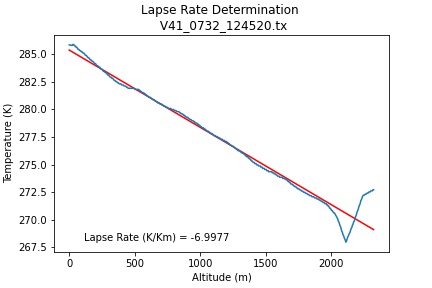 Lapse Rate Determination
V41_0732_124520.tx
285.0
282.5
280.0
277.5
275.0
272.5
270.0
267.5
Temperature (K)
Lapse Rate (K/Km) = -6.9977
0 500 1000 1500 2000
Altitude (m)